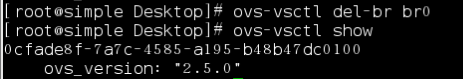 [root@simple Desktop]# ovs-vsctl del-br br0
[root@simple Desktop]# ovs-vsctl show
0cfade8f-7a7c-4585-a195-b48b47dc0100
    ovs_version: "2.5.0"